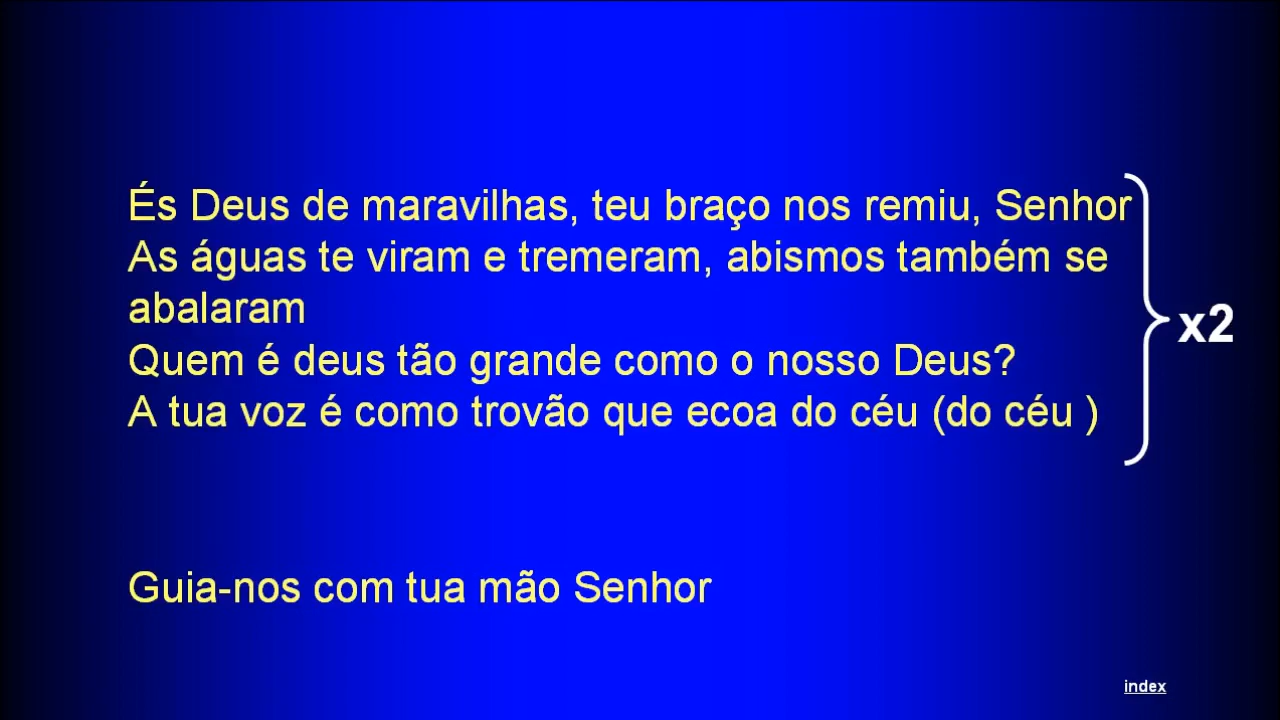 És Deus de maravilhas, teu braço nos remiu, Senhor
As águas te viram e tremeram, abismos também se
abalaram
Quem é deus tão grande como o nosso Deus?
A tua voz é como trovão que ecoa do céu (do céu )
x2
Guia-nos com tua mão Senhor
index